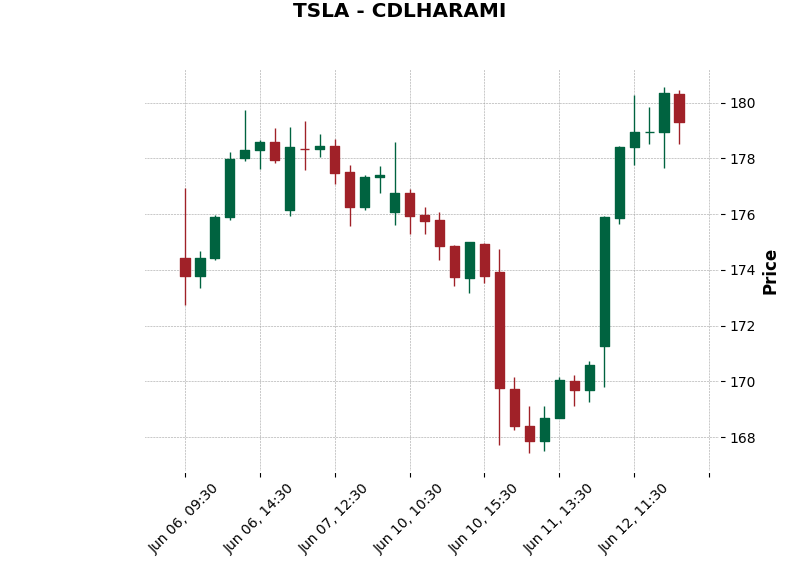 TSLA - CDLHARAMI
180
178
176
174
172
170
168
Price
Jun 06, 09:30
Jun 06, 14:30
Jun 07, 12:30
Jun 10, 10:30
Jun 10, 15:30
Jun 11, 13:30
Jun 12, 11:30